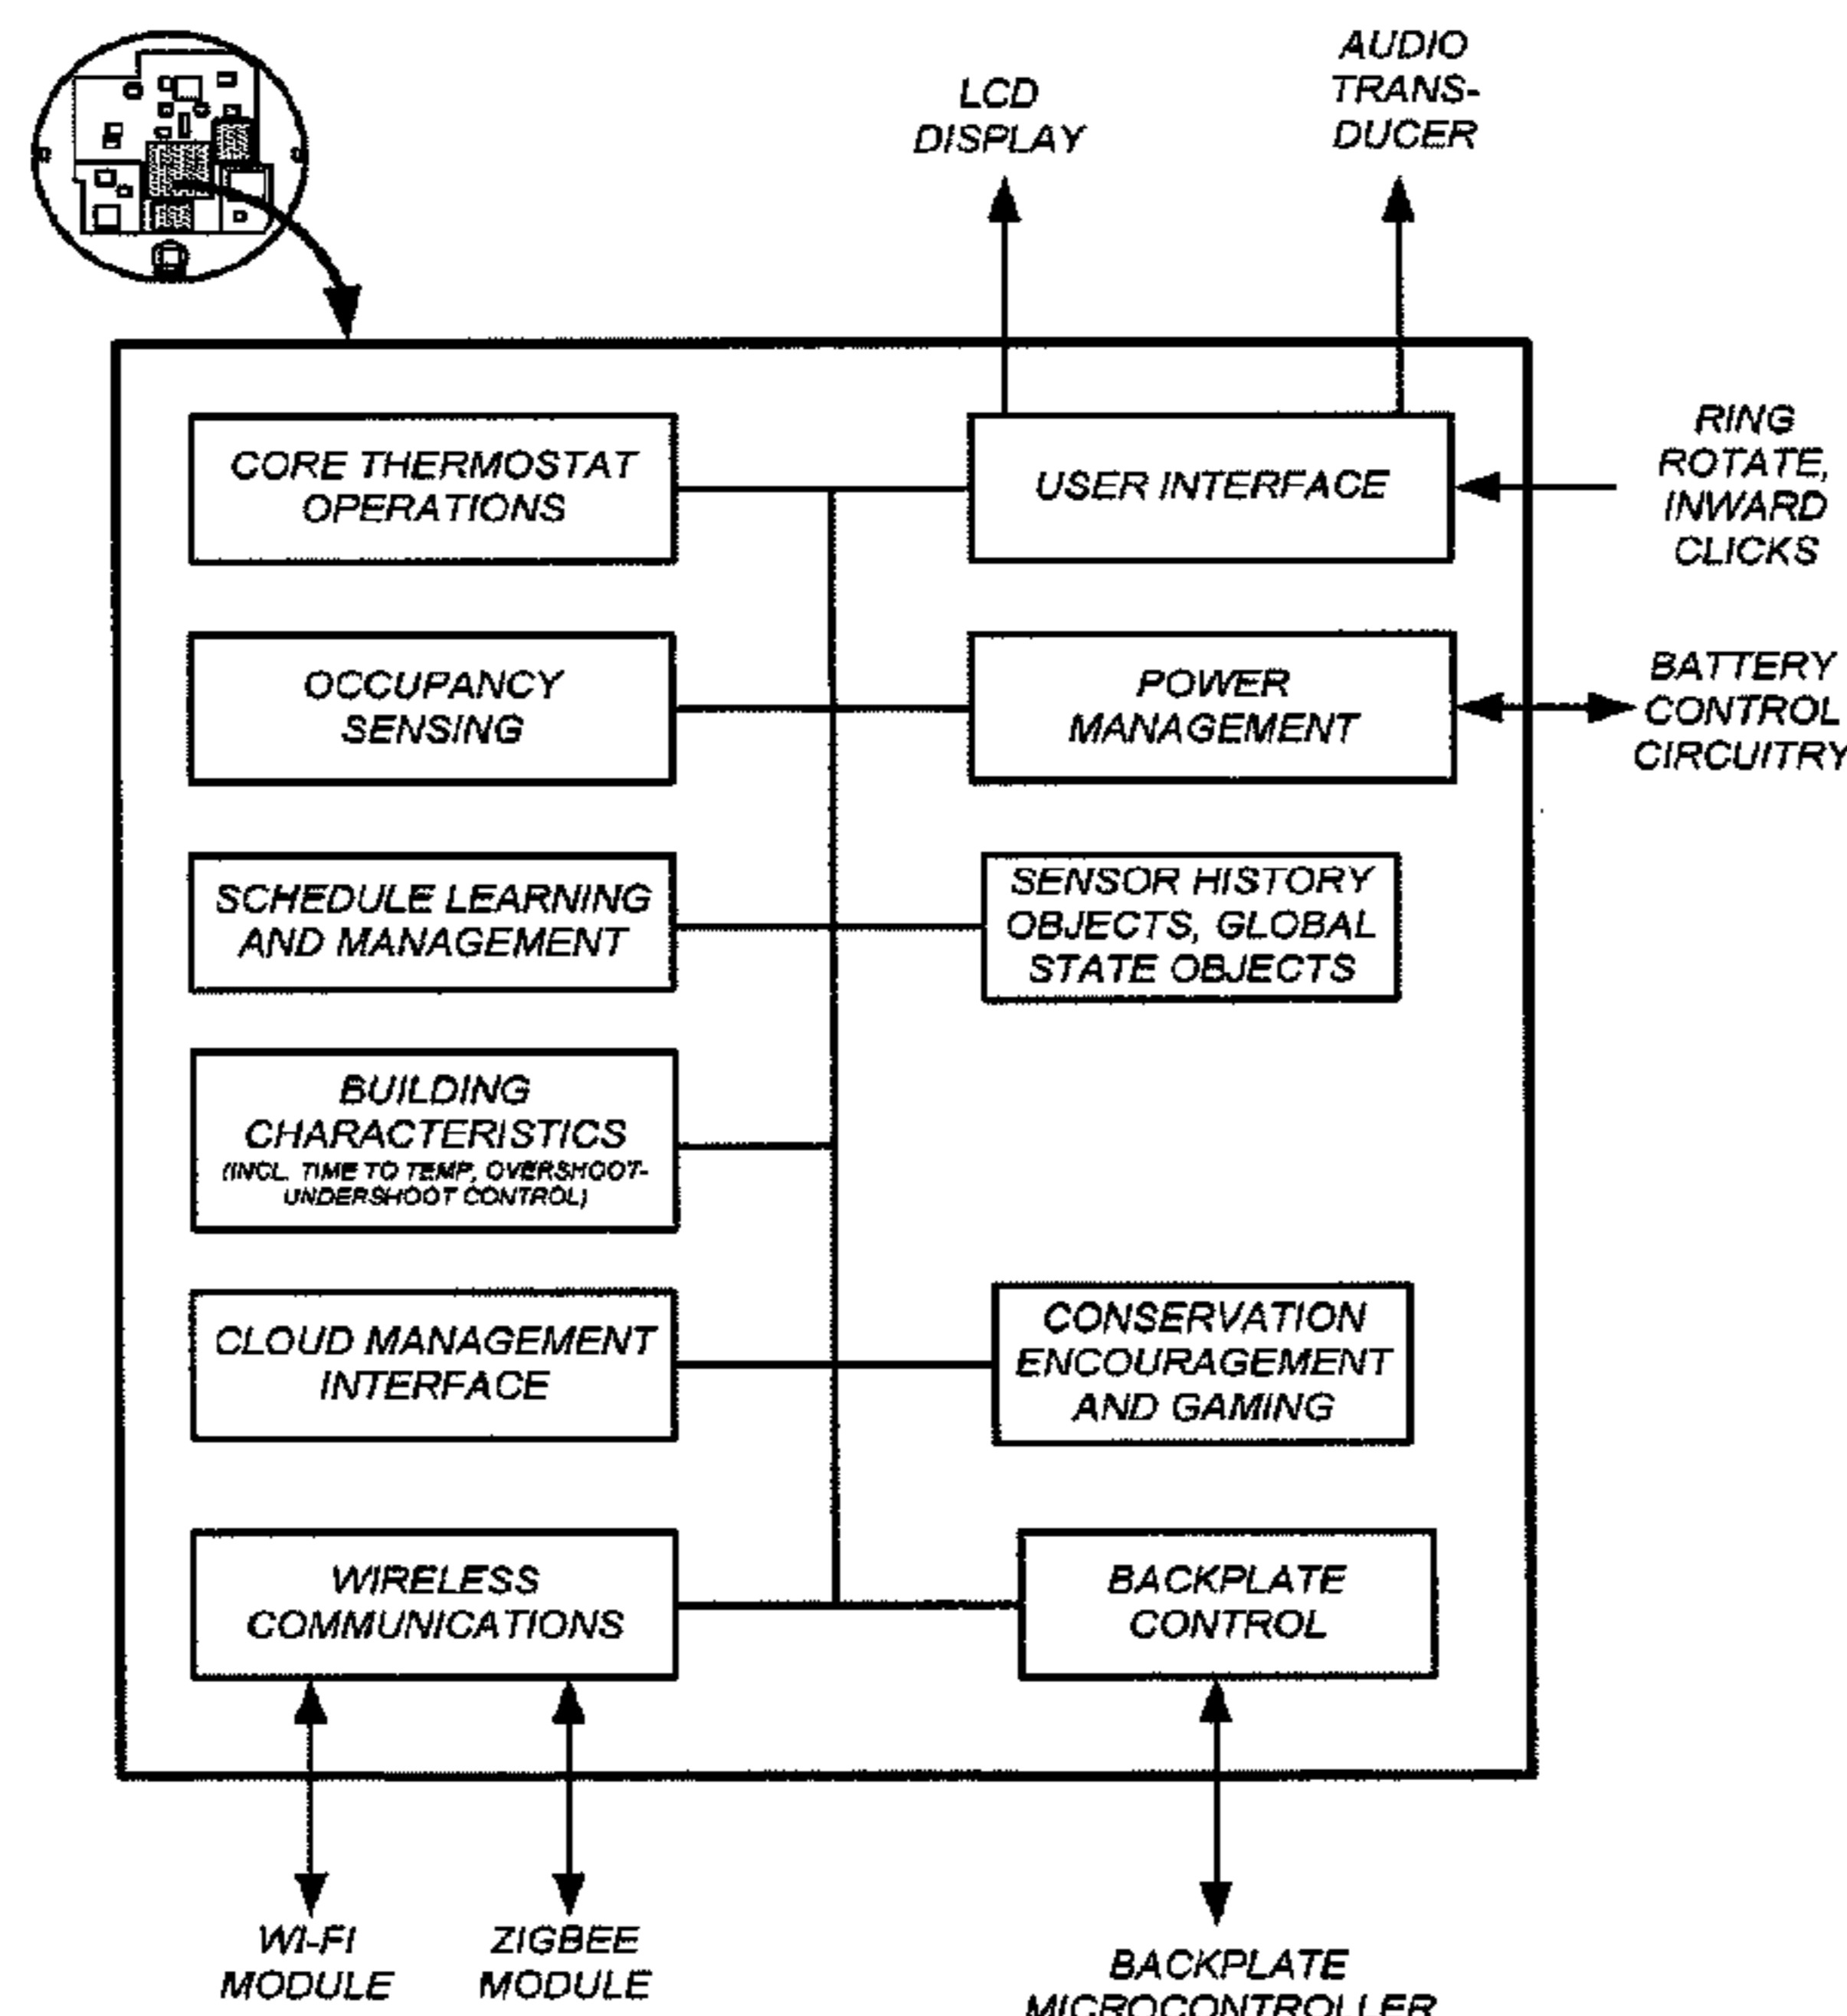 LCD
DISPLAY
AUDIO
TRANS-
DUCER
CORE THERMOSTAT
OPERATIONS
USER INTERFACE
RING
ROTATE,
INWARD
CLICKS
OCCUPANCY
SENSING
POWER
MANAGEMENT
BATTERY
CONTROL
CIRCUITRY
SCHEDULE LEARNING
AND MANAGEMENT
SENSOR HISTORY
OBJECTS, GLOBAL
STATE OBJECTS
BUILDING
CHARACTERISTICS
(INCL. TIME TO TEMP, OVERSHOOT-
UNDERSHOOT CONTROL)
CLOUD MANAGEMENT
INTERFACE
CONSERVATION
ENCOURAGEMENT
AND GAMING
WIRELESS
COMMUNICATIONS
BACKPLATE
CONTROL
WI-FI
MODULE
ZIGBEE
MODULE
BACKPLATE
MICROCONTROLLER